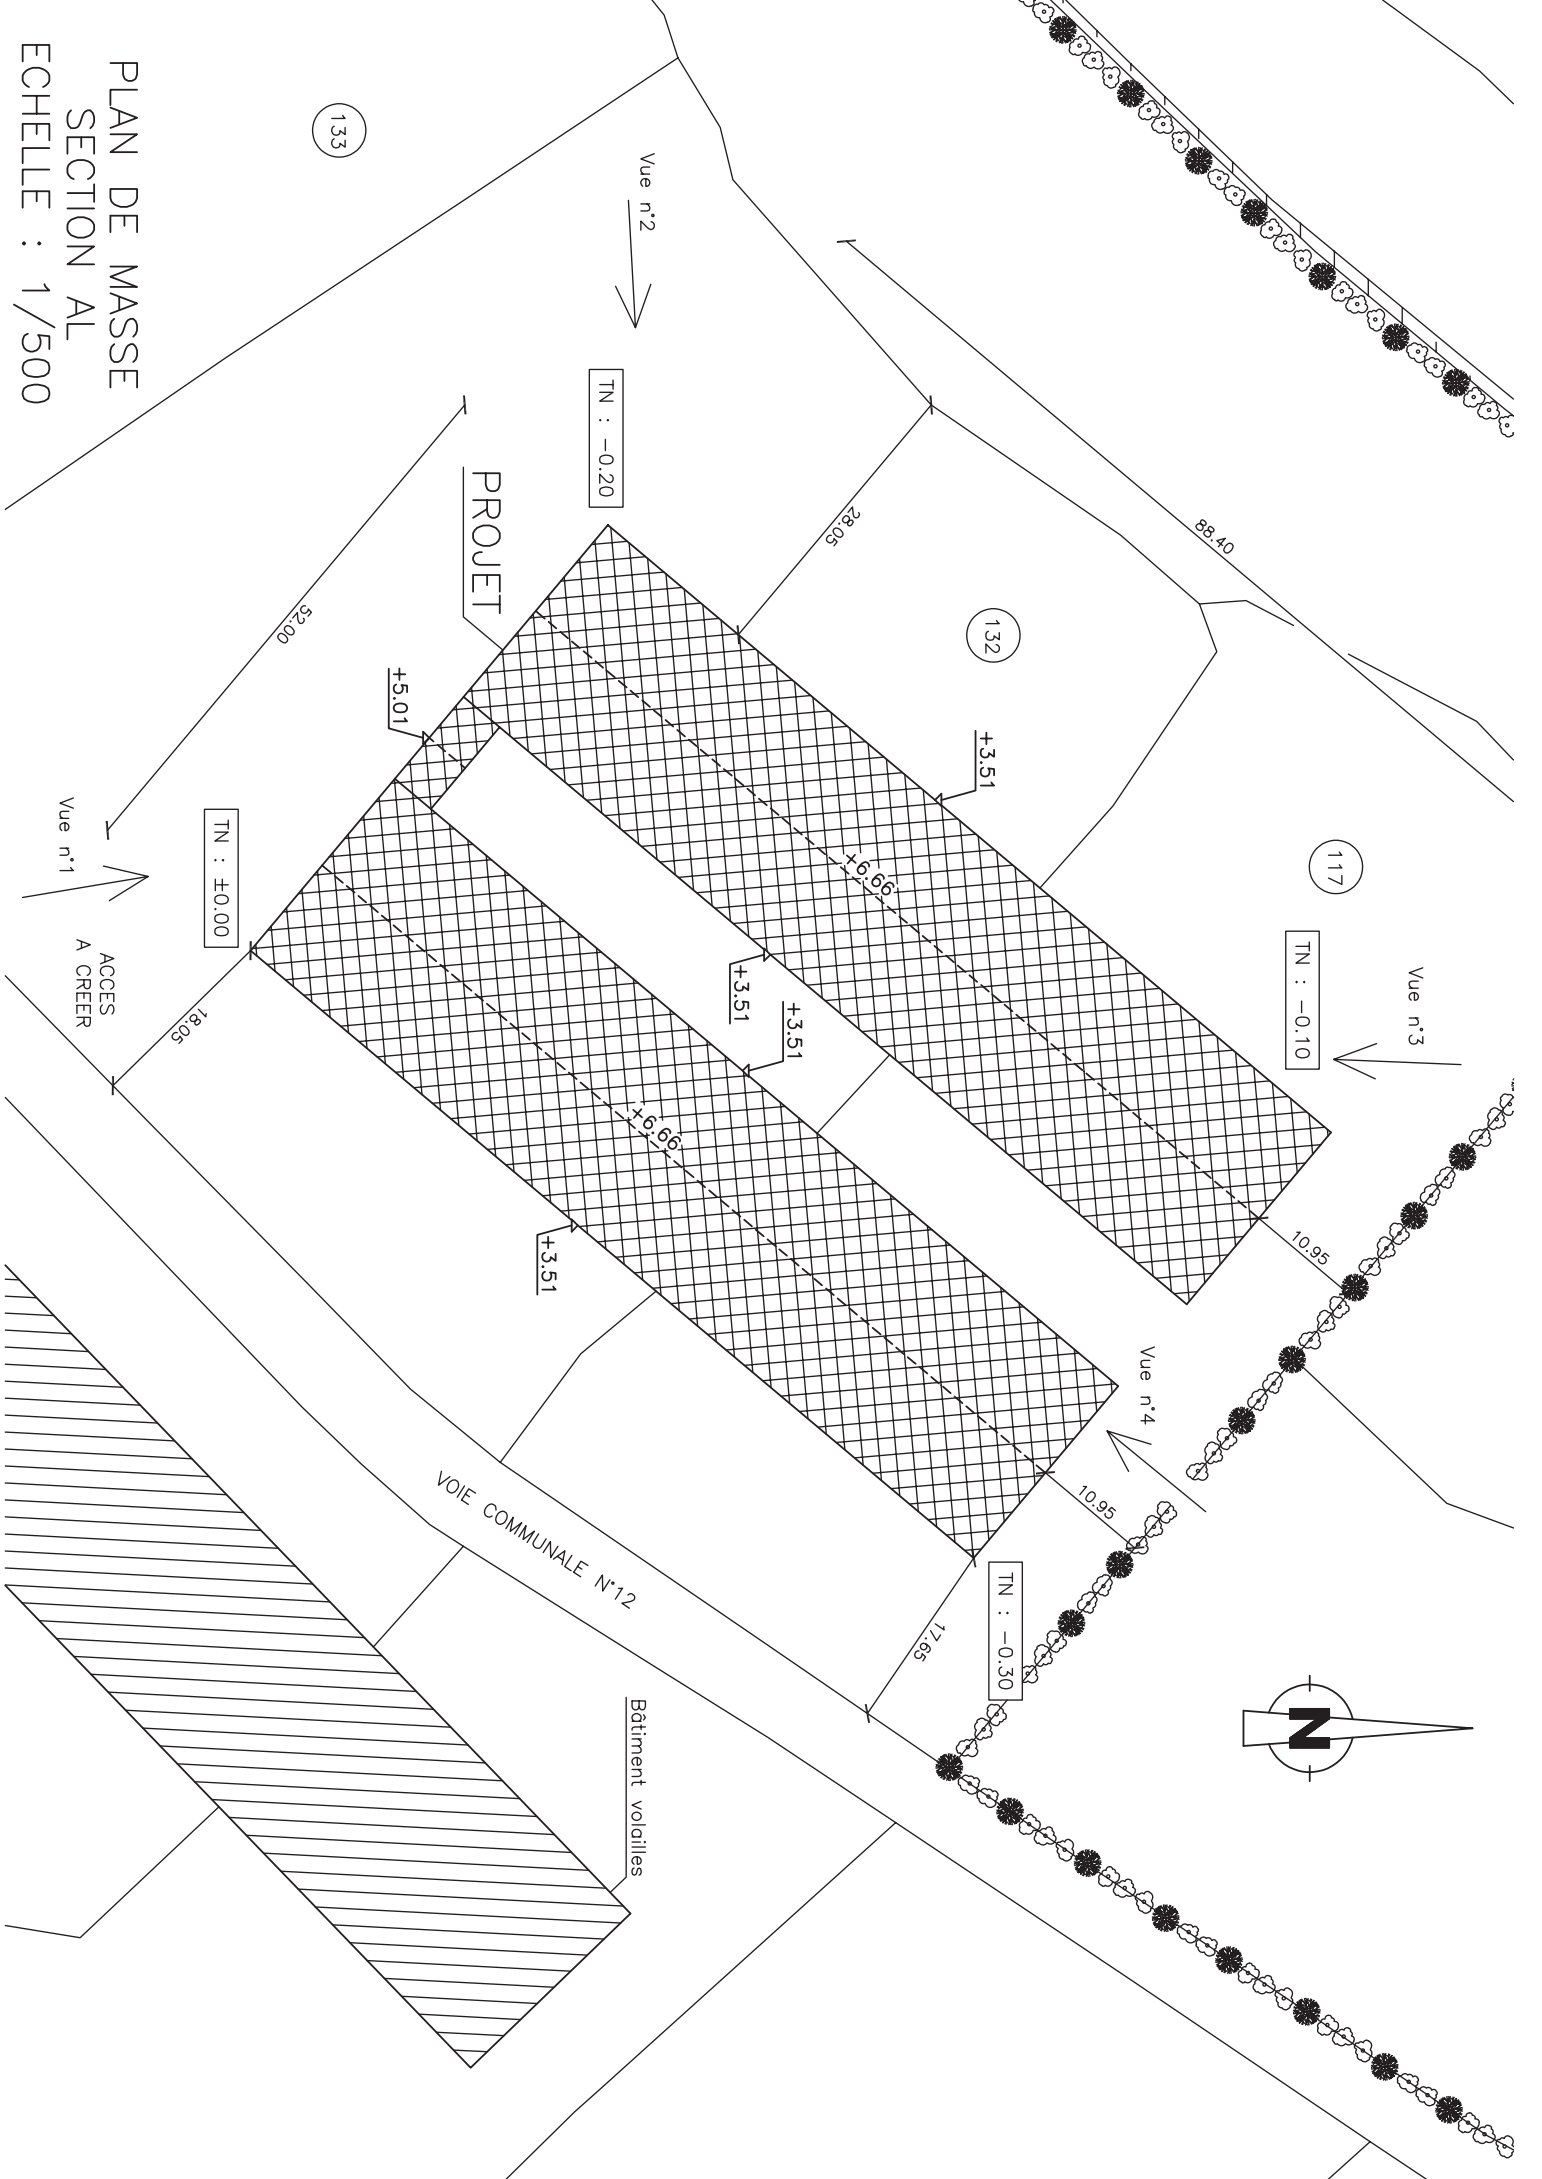 PLAN DE MASSE
SECTION AL
ECHELLE : 1/500
133
Vue n°2
TN : -0.20
PROJET
52.00
28.05
88.40
132
+5.01
+3.51
+6.66
117
Vue n°1
TN : ±0.00
ACCES
A CREER
18.05
+3.51
+3.51
+6.66
+3.51
TN : -0.10
Vue n°3
10.95
Vue n°4
10.95
TN : -0.30
17.65
VOIE COMMUNALE N°12
Bâtiment volailles
N